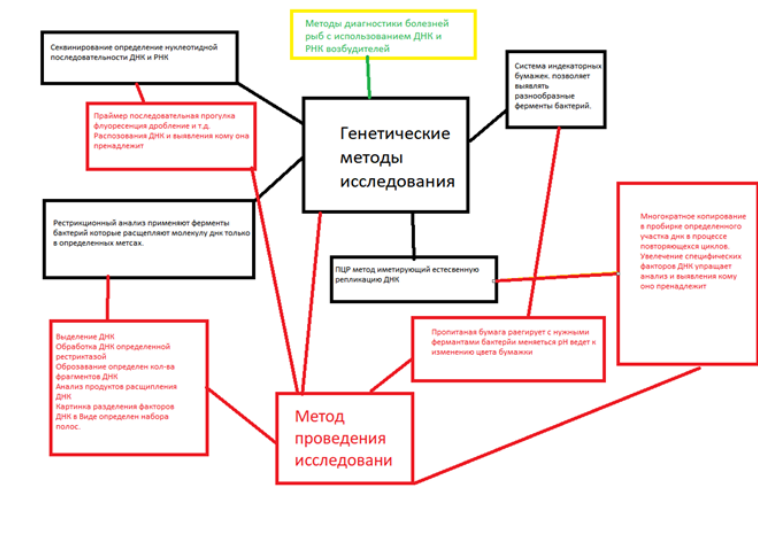 Методы диагностики болезней
рыб с использованием ДНК и
РНК возбудителей
Секвинирование определение нуклеотидной
последовательности ДНК и РНК
Система индекаторных
бумажек. позволяет
выявлять
разнообразные
ферменты бактерий.
Праймер последовательная прогулка
флуоресенция дробление и т.д.
Распозования ДНК и выявления кому она
пренадлежит
Генетические
методы
исследования
Рестрикционный анализ применяют ферменты
бактерий которые расщепляют молекулу днк только
в определенных метсах.
Многократное копирование
в пробирке определенного
участка днк в процессе
повторяющехся циклов.
Увелечение специфических
факторов ДНК упращает
анализ и выявления кому
оно пренадлежит
ПЦР метод иметирующий естесвенную
репликацию ДНК
Выделение ДНК
Обработка ДНК определенной
рестриктазой
Оброзавание определен кол-ва
фрагментов ДНК
Анализ продуктов расщипления
ДНК
Картинка разделения факторов
ДНК в Виде определен набора
полос.
Пропитаная бумага раегирует с нужными
фермантами бактерйи меняеться pH ведет к
изменению цвета бумажки
Метод
проведения
исследовани